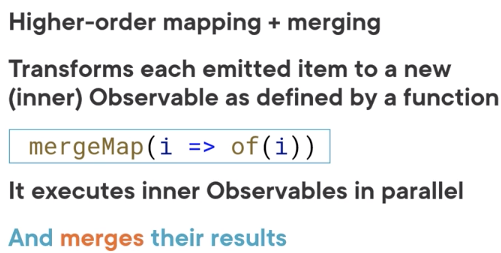 Higher-order mapping + merging
Transforms each emitted item to a new
(inner) Observable as defined by a function
mergeMap(i => of(i))
It executes inner Observables in parallel
And merges their results